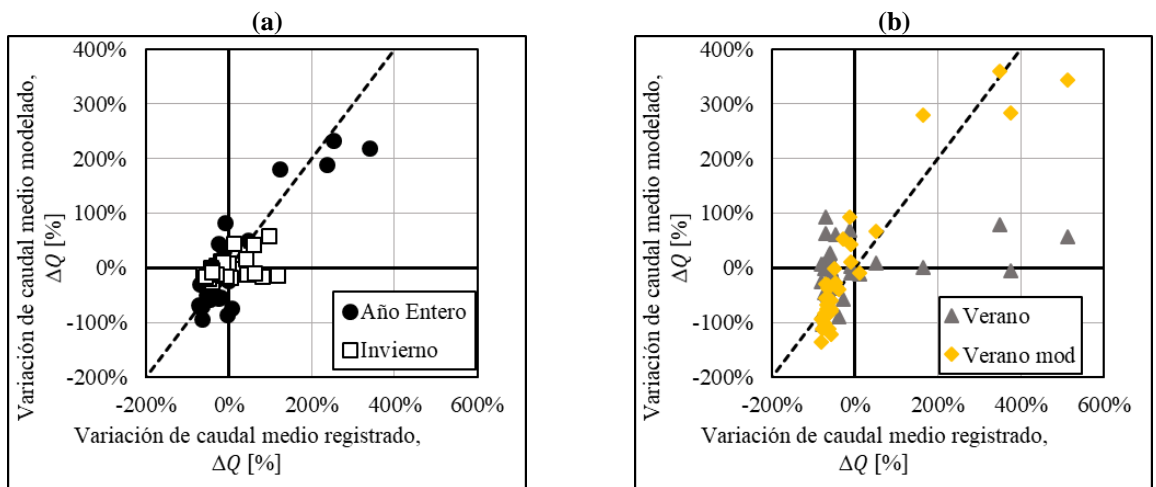 (a)
Variación de caudal medio modelado,
ΔQ [%]
400%
300%
200%
100%
0%
-100%
-200%
-200% 0% 200% 400% 600%
Año Entero
Invierno
Variación de caudal medio registrado,
ΔQ [%]
(b)
Variación de caudal medio modelado,
ΔQ [%]
400%
300%
200%
100%
0%
-100%
-200%
-200% 0% 200% 400% 600%
Verano
Verano mod
Variación de caudal medio registrado,
ΔQ [%]